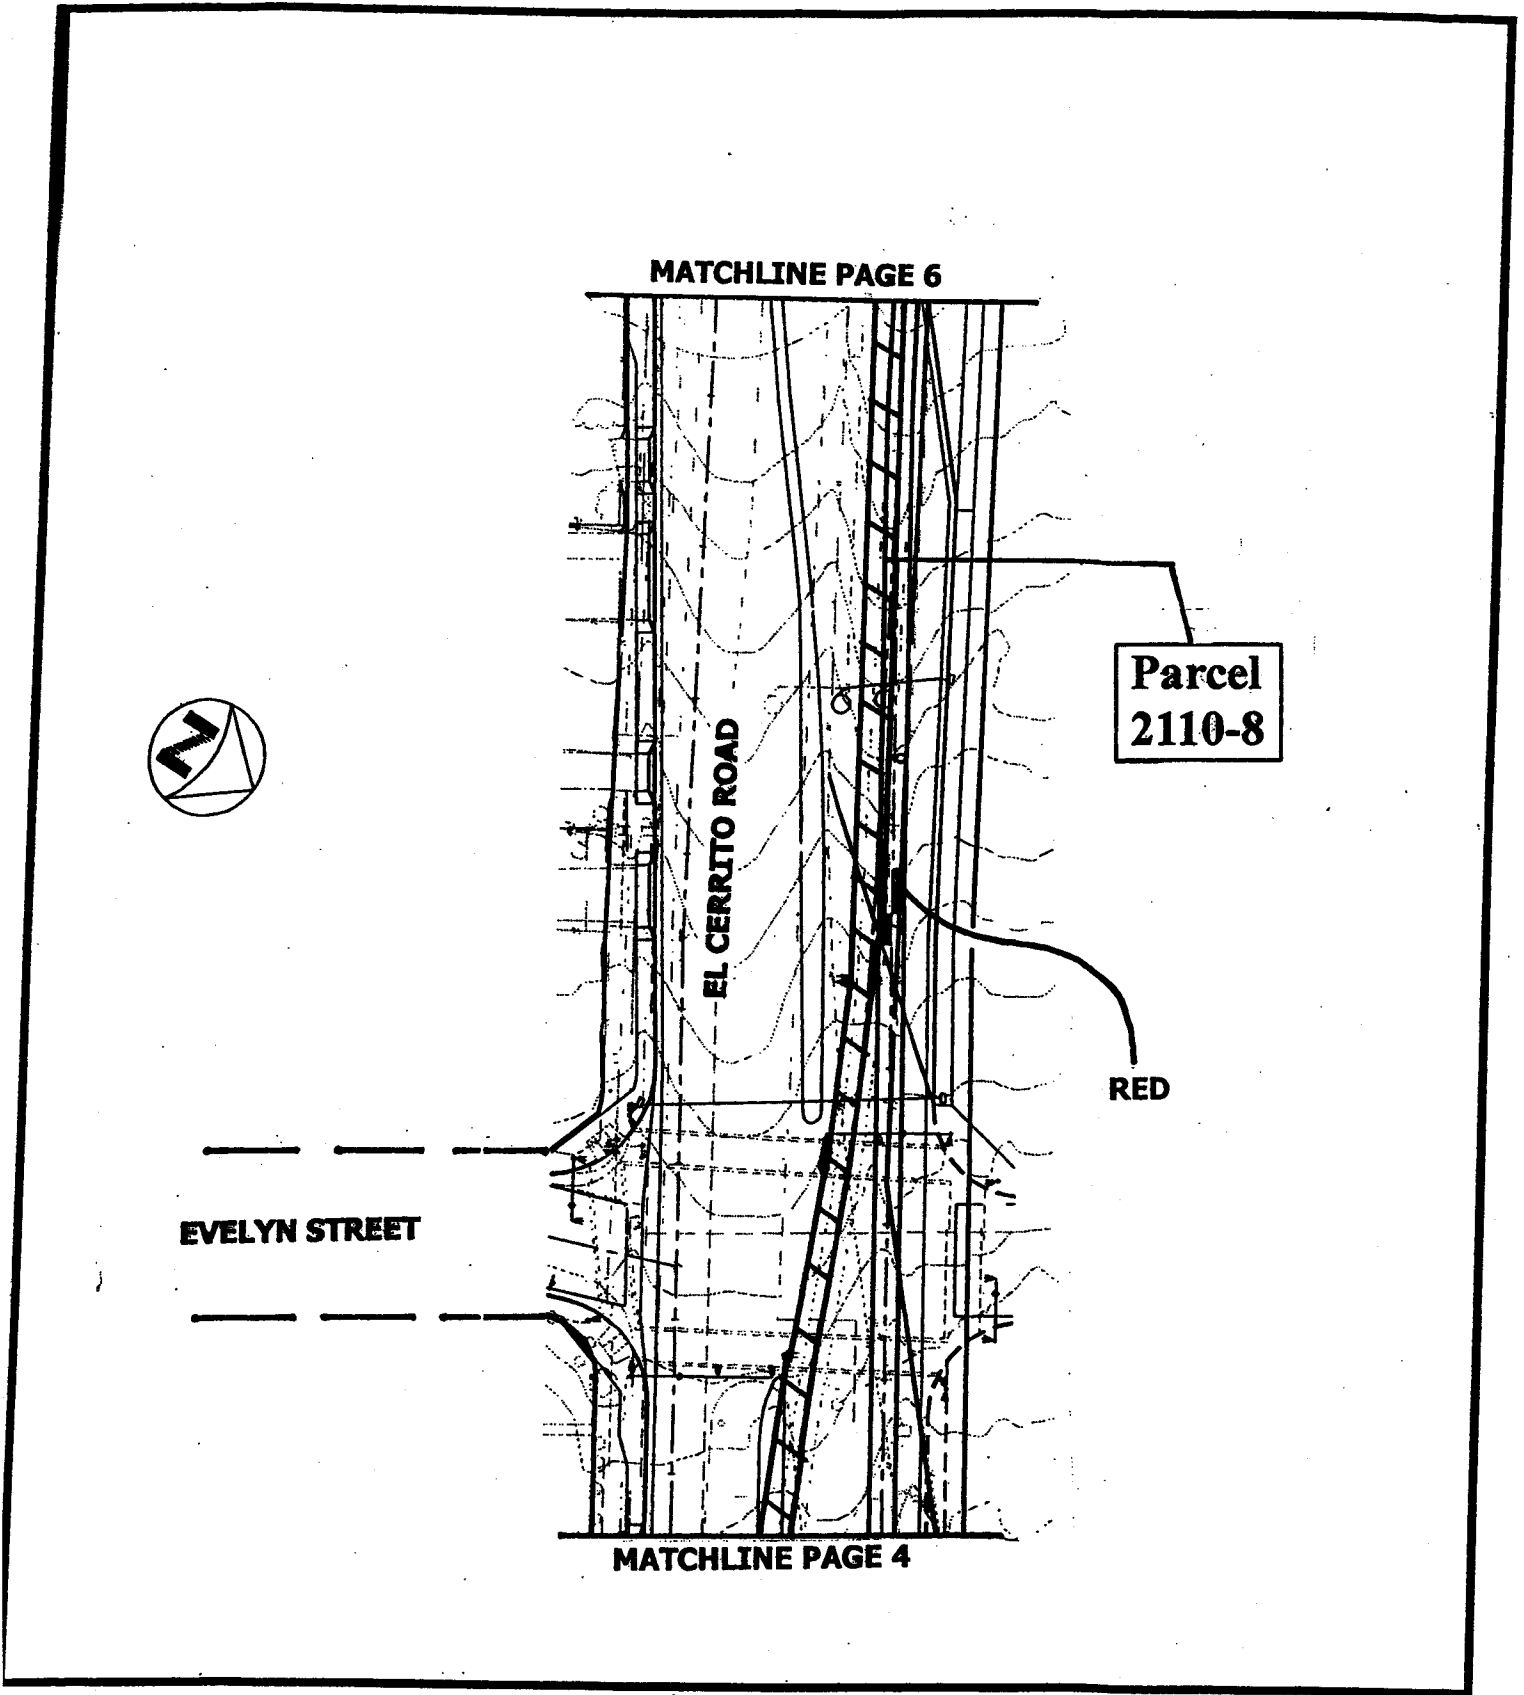 MATCHLINE PAGE 6
Parcel
2110-8
EL CERRITO ROAD
N
RED
EVELYN STREET
MATCHLINE PAGE 4